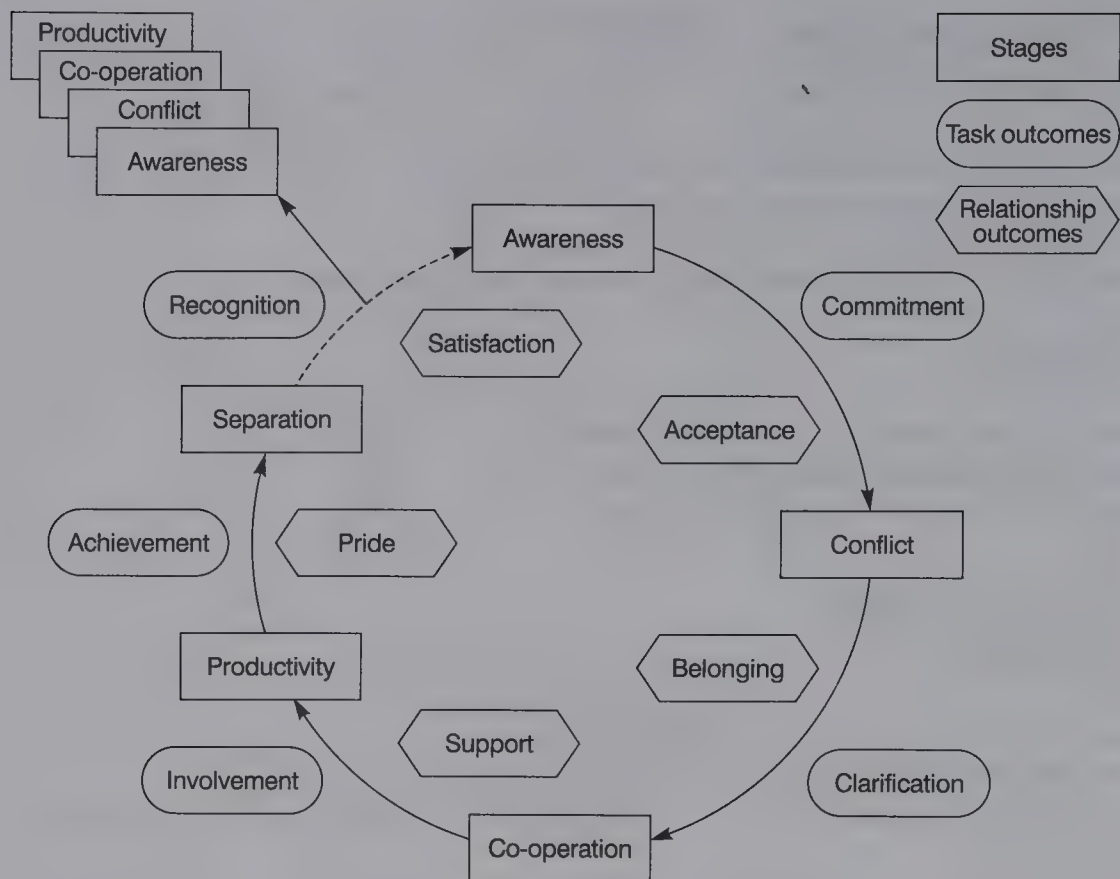 Productivity
Co-operation
Conflict
Awareness
Stages
Task outcomes
Relationship
outcomes
Awareness
Recognition
Commitment
Satisfaction
Separation
Acceptance
Achievement
Pride
Conflict
Productivity
Belonging
Support
Involvement
Clarification
Co-operation